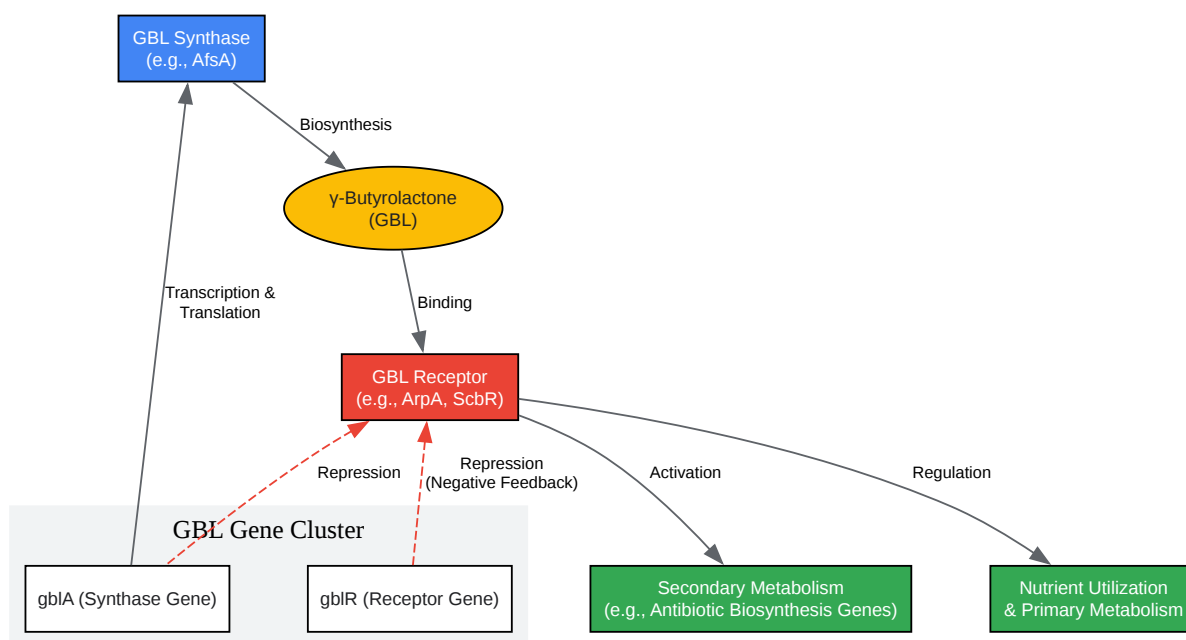 GBL Synthase
(e.g., AfsA)
Biosynthesis
γ-Butyrolactone
(GBL)
Transcription &
Translation
Binding
GBL Receptor
(e.g., ArpA, ScbR)
Repression
Repression
(Negative Feedback)
Activation
Regulation
GBL Gene Cluster
gblA (Synthase Gene)
gblR (Receptor Gene)
Secondary Metabolism
(e.g., Antibiotic Biosynthesis Genes)
Nutrient Utilization
& Primary Metabolism